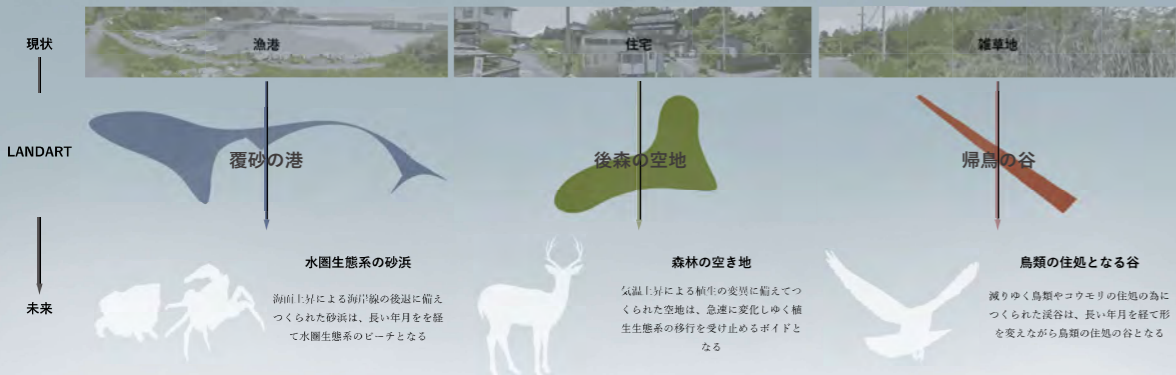 現状
漁港
住宅
雑草地
LANDART
覆砂の港
後森の空地
帰鳥の谷
未来
水圏生態系の砂浜
海面上昇による海岸線の後退に備え
つくられた砂浜は、長い年月をを経
て水圏生態系のビーチとなる
森林の空き地
気温上昇による植生の変異に備えてつ
くられた空地は、急速に変化しゆく植
生生態系の移行を受け止めるボイドと
なる
鳥類の住処となる谷
減りゆく鳥類やコウモリの住処の為に
つくられた渓谷は、長い年月を経て形
を変えながら鳥類の住処の谷となる